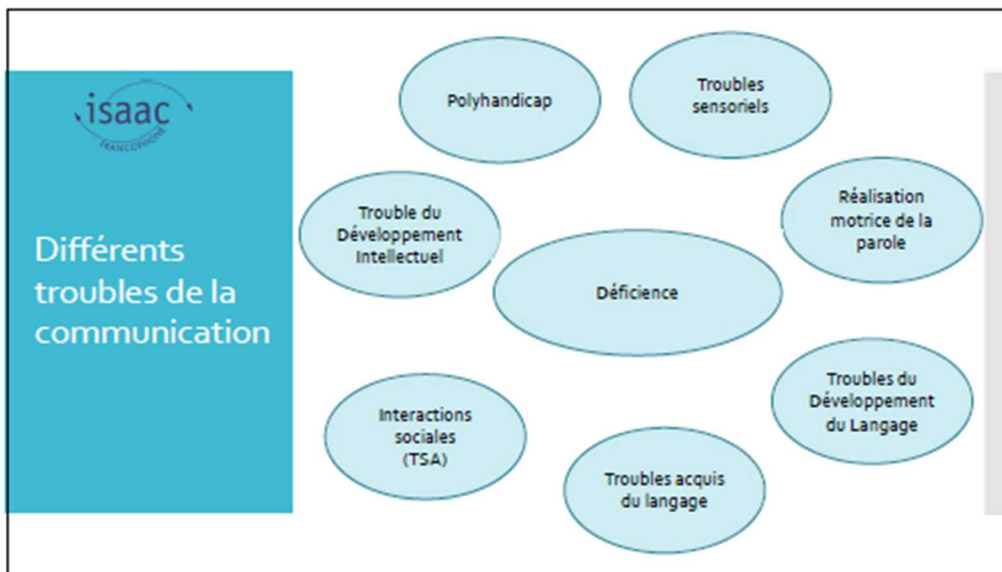 isaac
FRANCOPHONE
Différents
troubles de la
communication
Polyhandicap
Troubles
sensoriels
Trouble du
Développement
Intellectuel
Réalisation
motrice de la
parole
Déficience
Interactions
sociales
(TSA)
Troubles du
Développement
du Langage
Troubles acquis
du langage